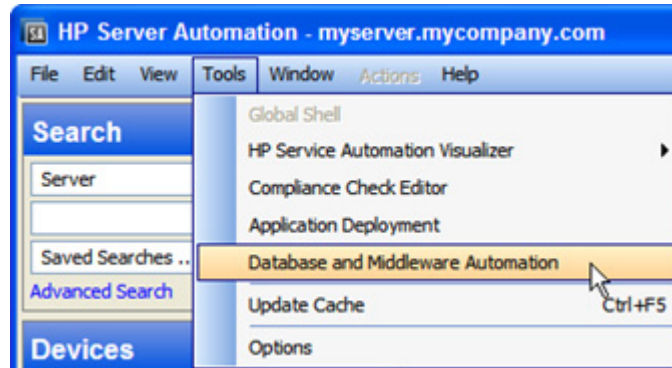 HP Server Automation - myserver.mycompany.com
File Edit View Tools Window Actions Help
Search
Server
Saved Searches ..
Advanced Search
Devices
Global Shell
HP Service Automation Visualizer
Compliance Check Editor
Application Deployment
Database and Middleware Automation
Update Cache Ctrl+F5
Options